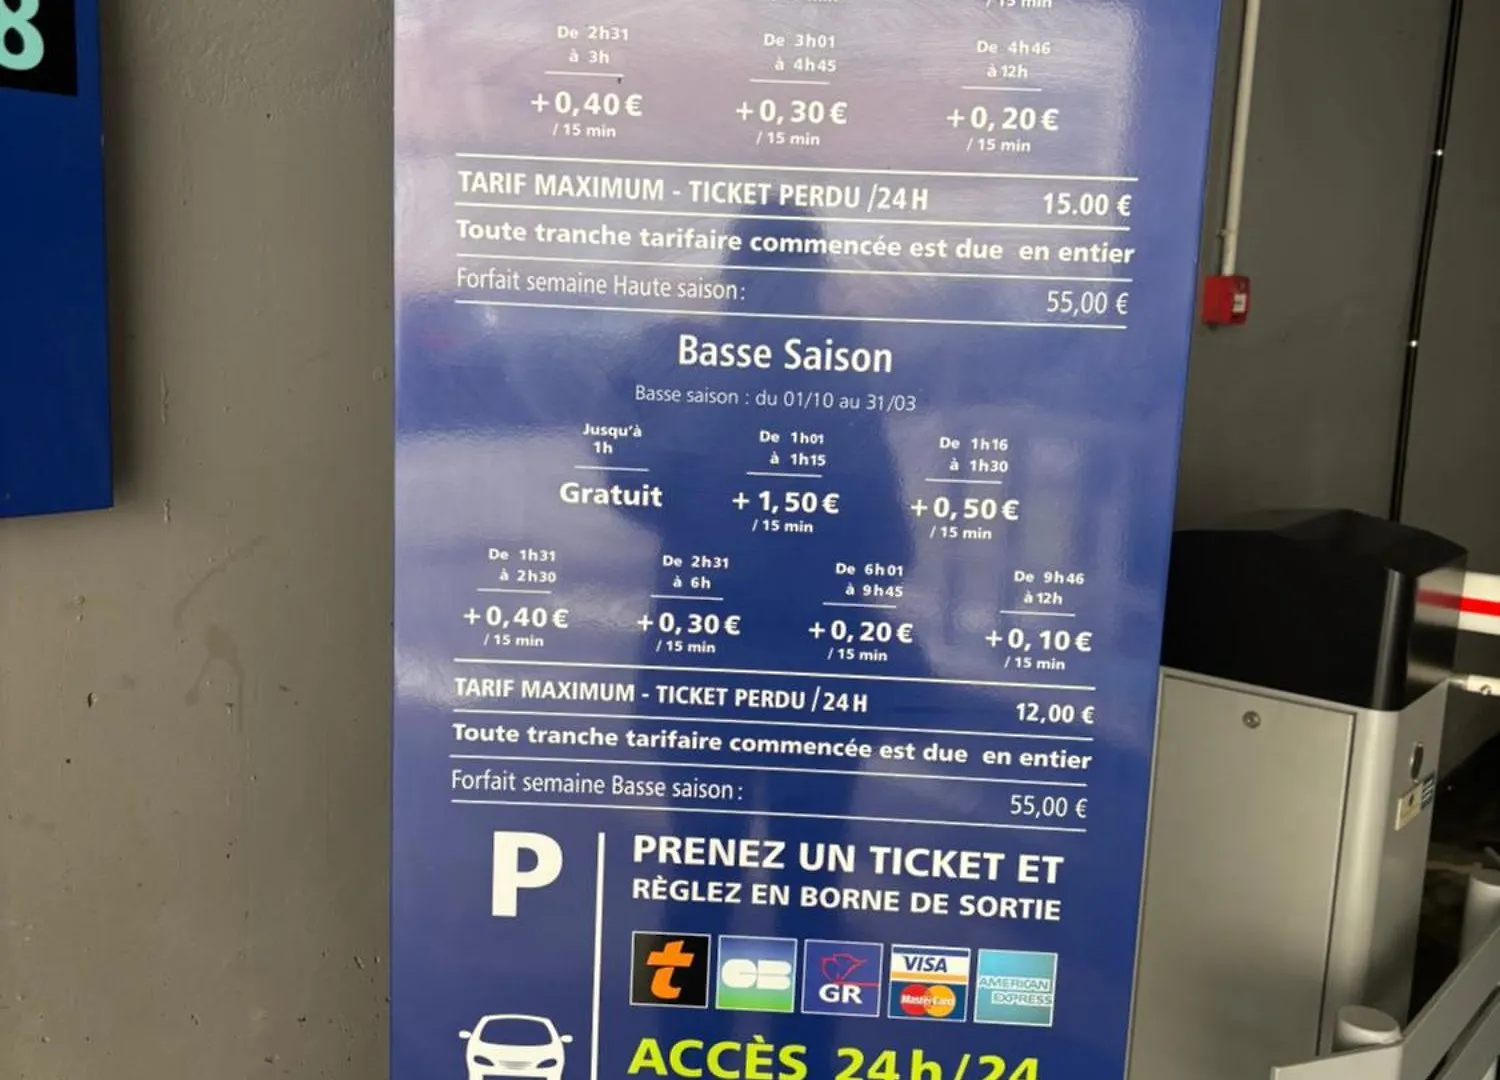 / 15 min
De 2h31
à 3h
+0,40€
/ 15 min
De 3h01
à 4h45
+0,30€
/ 15 min
De 4h46
à 12h
+0,20€
/ 15 min
TARIF MAXIMUM - TICKET PERDU /24H 15.00 €
Toute tranche tarifaire commencée est due en entier
Forfait semaine Haute saison: 55,00 €
Basse Saison
Basse saison : du 01/10 au 31/03
Jusqu'à
1h
Gratuit
De 1h01
à 1h15
+1,50€
/ 15 min
De 1h16
à 1h30
+0,50€
/ 15 min
De 1h31
à 2h30
+0,40€
/ 15 min
De 2h31
à 6h
+0,30€
/ 15 min
De 6h01
à 9h45
+0,20€
/ 15 min
De 9h46
à 12h
+0,10€
/ 15 min
TARIF MAXIMUM - TICKET PERDU /24H 12,00 €
Toute tranche tarifaire commencée est due en entier
Forfait semaine Basse saison: 55,00 €
P
PRENEZ UN TICKET ET
RÈGLEZ EN BORNE DE SORTIE
t CB GR VISA MasterCard AMERICAN EXPRESS
ACCÈS 24h/24